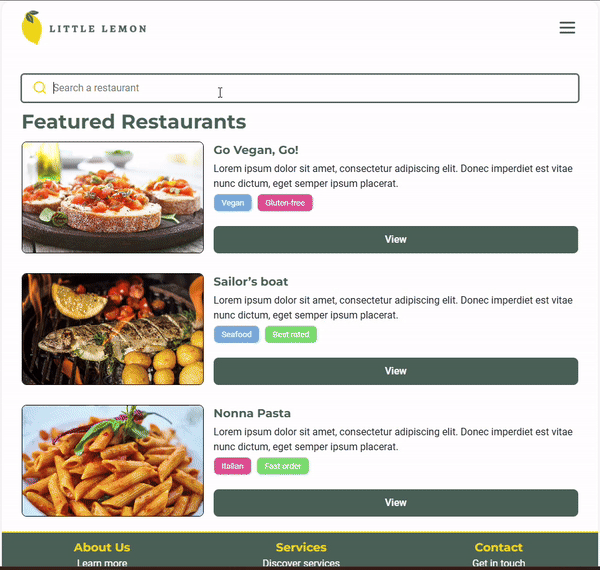 LITTLE LEMON
Search a restaurant
Featured Restaurants
Go Vegan, Go!
Lorem ipsum dolor sit amet, consectetur adipiscing elit. Donec imperdiet est vitae
nunc dictum, eget semper ipsum placerat.
Vegan Gluten-free
View
Sailor's boat
Lorem ipsum dolor sit amet, consectetur adipiscing elit. Donec imperdiet est vitae
nunc dictum, eget semper ipsum placerat.
Seafood Best rated
View
Nonna Pasta
Lorem ipsum dolor sit amet, consectetur adipiscing elit. Donec imperdiet est vitae
nunc dictum, eget semper ipsum placerat.
Italian Fast order
View
About Us Services Contact
Learn more Discover services Get in touch